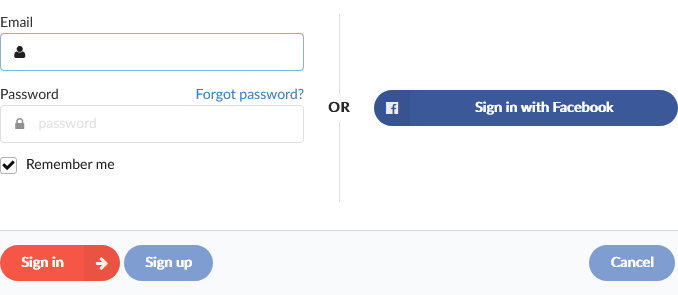 Email
Password Forgot password?
password
Remember me
OR
Sign in with Facebook
Sign in Sign up Cancel